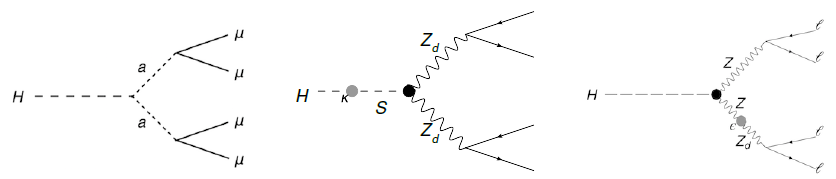 H a a μ μ μ μ
H κ S Z_d Z_d
H Z Z ϵ Z_d ℓ ℓ ℓ ℓ